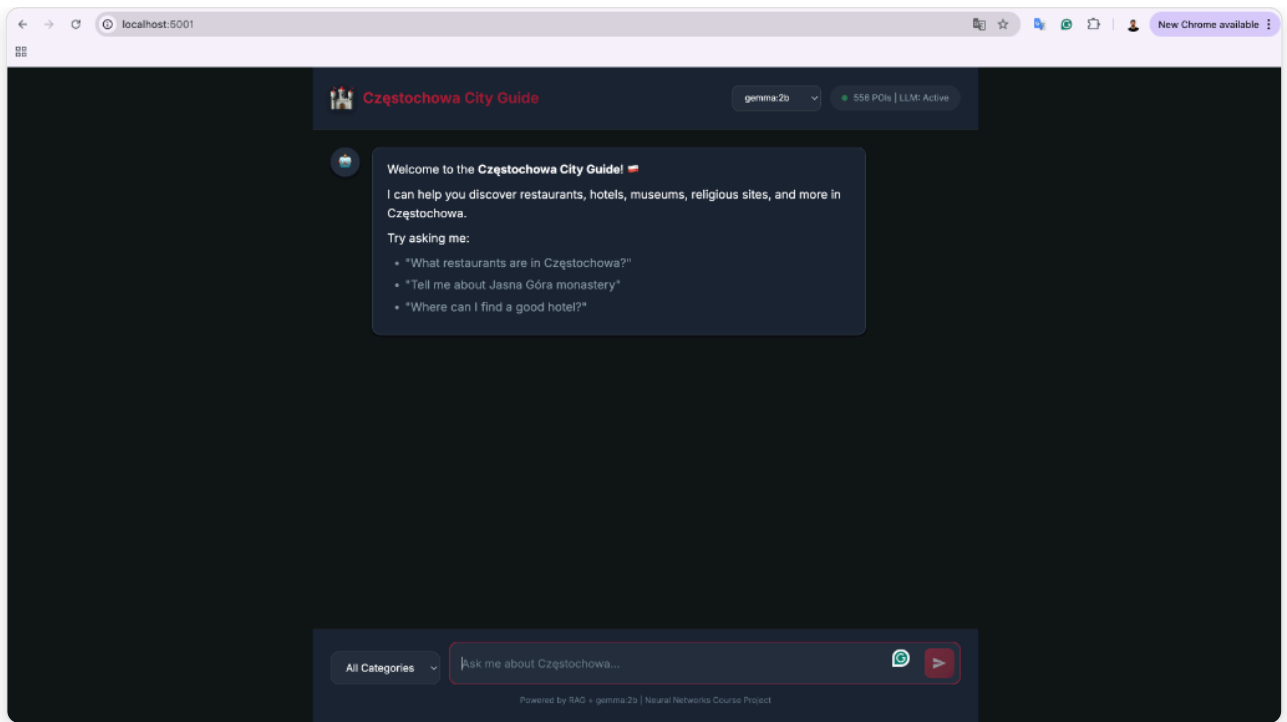 localhost:5001
New Chrome available
Częstochowa City Guide
gemma:2b
556 POIs | LLM: Active
Welcome to the Częstochowa City Guide!
I can help you discover restaurants, hotels, museums, religious sites, and more in
Częstochowa.
Try asking me:
• "What restaurants are in Częstochowa?"
• "Tell me about Jasna Góra monastery"
• "Where can I find a good hotel?"
All Categories
Ask me about Częstochowa...
Powered by RAG + gemma:2b | Neural Networks Course Project